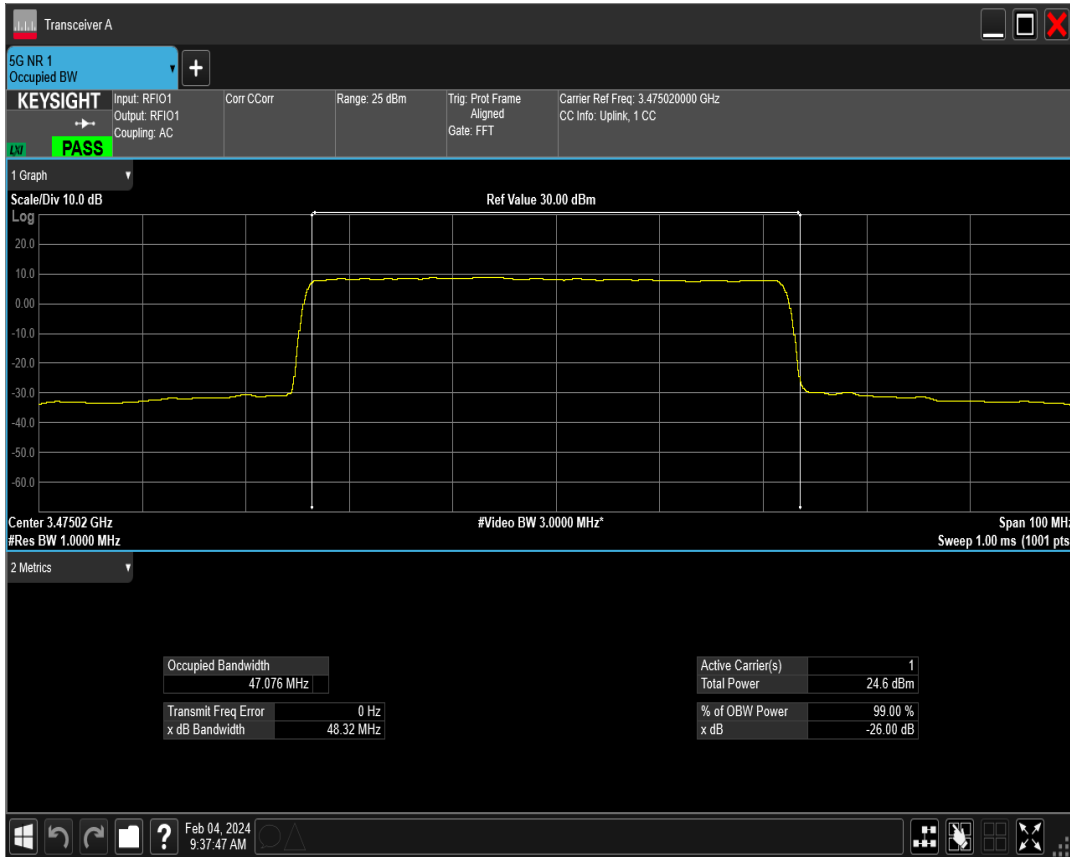 Transceiver A
5G NR 1
Occupied BW
+
KEYSIGHT
LXI
PASS
Input: RFIO1
Output: RFIO1
Coupling: AC
Corr CCorr
Range: 25 dBm
Trig: Prot Frame
Aligned
Gate: FFT
Carrier Ref Freq: 3.475020000 GHz
CC Info: Uplink, 1 CC
1 Graph
Scale/Div 10.0 dB
Ref Value 30.00 dBm
Log
20.0
10.0
0.00
-10.0
-20.0
-30.0
-40.0
-50.0
-60.0
Center 3.47502 GHz
#Video BW 3.0000 MHz*
Span 100 MHz
#Res BW 1.0000 MHz
Sweep 1.00 ms (1001 pts
2 Metrics
Occupied Bandwidth
47.076 MHz
Transmit Freq Error 0 Hz
x dB Bandwidth 48.32 MHz
Active Carrier(s) 1
Total Power 24.6 dBm
% of OBW Power 99.00 %
x dB -26.00 dB
?
Feb 04, 2024
9:37:47 AM